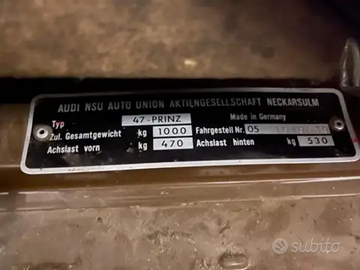 AUDI NSU AUTO UNION AKTIENGESELLSCHAFT NECKARSULM
Typ 47-PRINZ Made in Germany
Zul. Gesamtgewicht kg 1000 Fahrgestell Nr. 05
Achslast vorn kg 470 Achslast hinten kg 530
subito